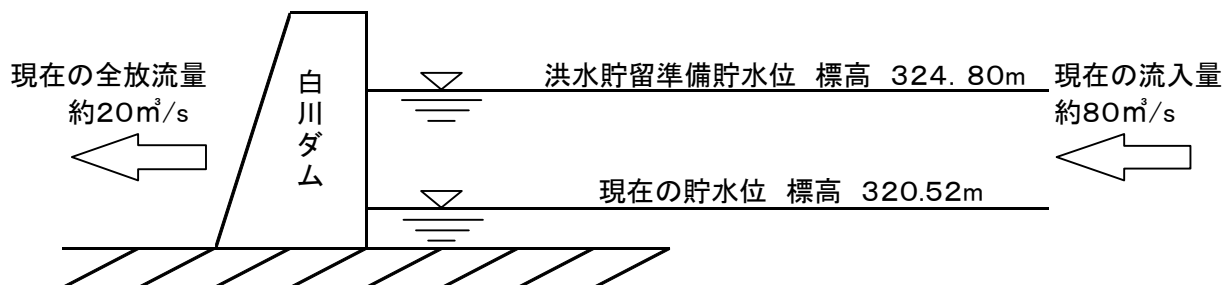 現在の全放流量
約20㎥/s
白川ダム
洪水貯留準備貯水位 標高 324.80m
現在の流入量
約80㎥/s
現在の貯水位 標高 320.52m